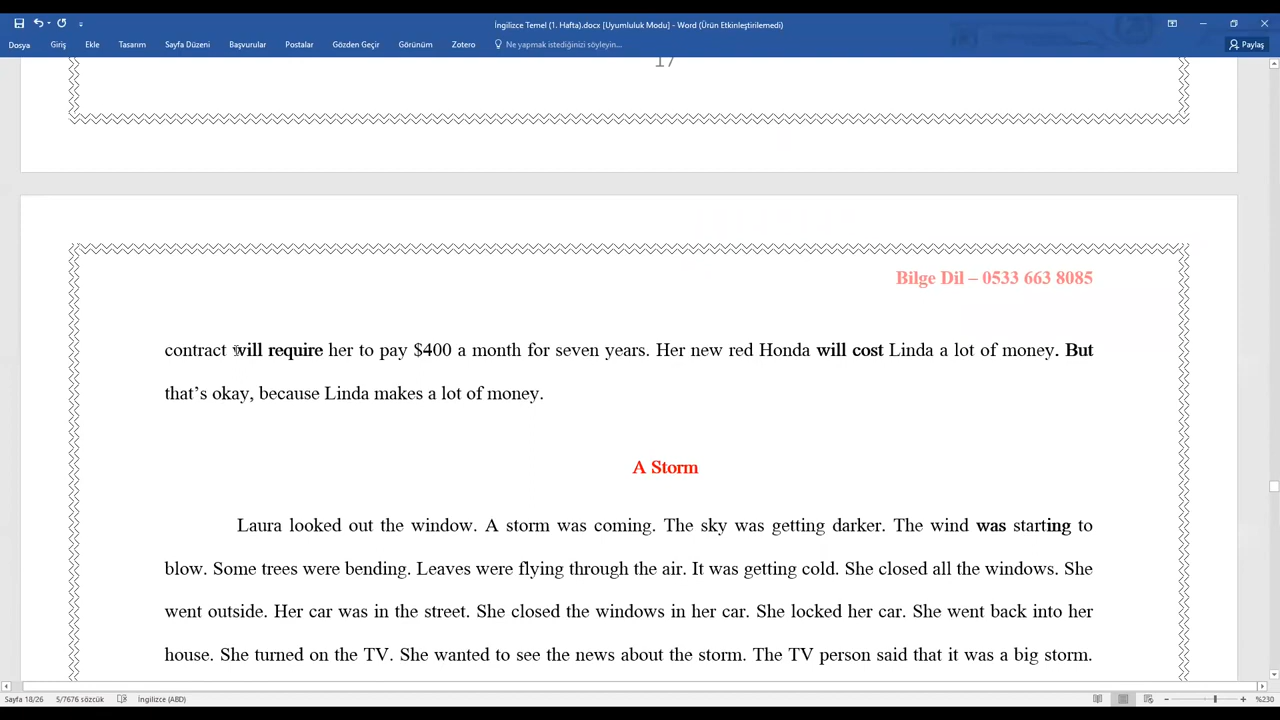 İngilizce Temel (1. Hafta).docx [Uyumluluk Modu] - Word (Ürün Etkinleştirilemedi)
Dosya Giriş Ekle Tasarım Sayfa Düzeni Başvurular Postalar Gözden Geçir Görünüm Zotero Ne yapmak istediğinizi söyleyin... Paylaş
17
Bilge Dil – 0533 663 8085
contract will require her to pay $400 a month for seven years. Her new red Honda will cost Linda a lot of money. But
that's okay, because Linda makes a lot of money.
A Storm
Laura looked out the window. A storm was coming. The sky was getting darker. The wind was starting to
blow. Some trees were bending. Leaves were flying through the air. It was getting cold. She closed all the windows. She
went outside. Her car was in the street. She closed the windows in her car. She locked her car. She went back into her
house. She turned on the TV. She wanted to see the news about the storm. The TV person said that it was a big storm.
Sayfa 18/26 5/7676 sözcük İngilizce (ABD) %230